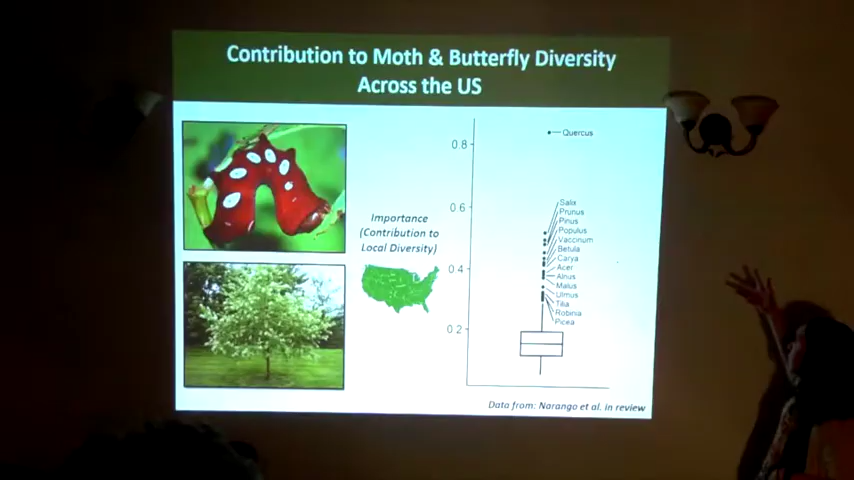 Contribution to Moth & Butterfly Diversity
Across the US
Importance
(Contribution to
Local Diversity)
0.8
0.6
0.4
0.2
Quercus
Salix
Prunus
Pinus
Populus
Vaccinum
Betula
Carya
Acer
Alnus
Malus
Ulmus
Tilia
Robinia
Picea
Data from: Narango et al. in review